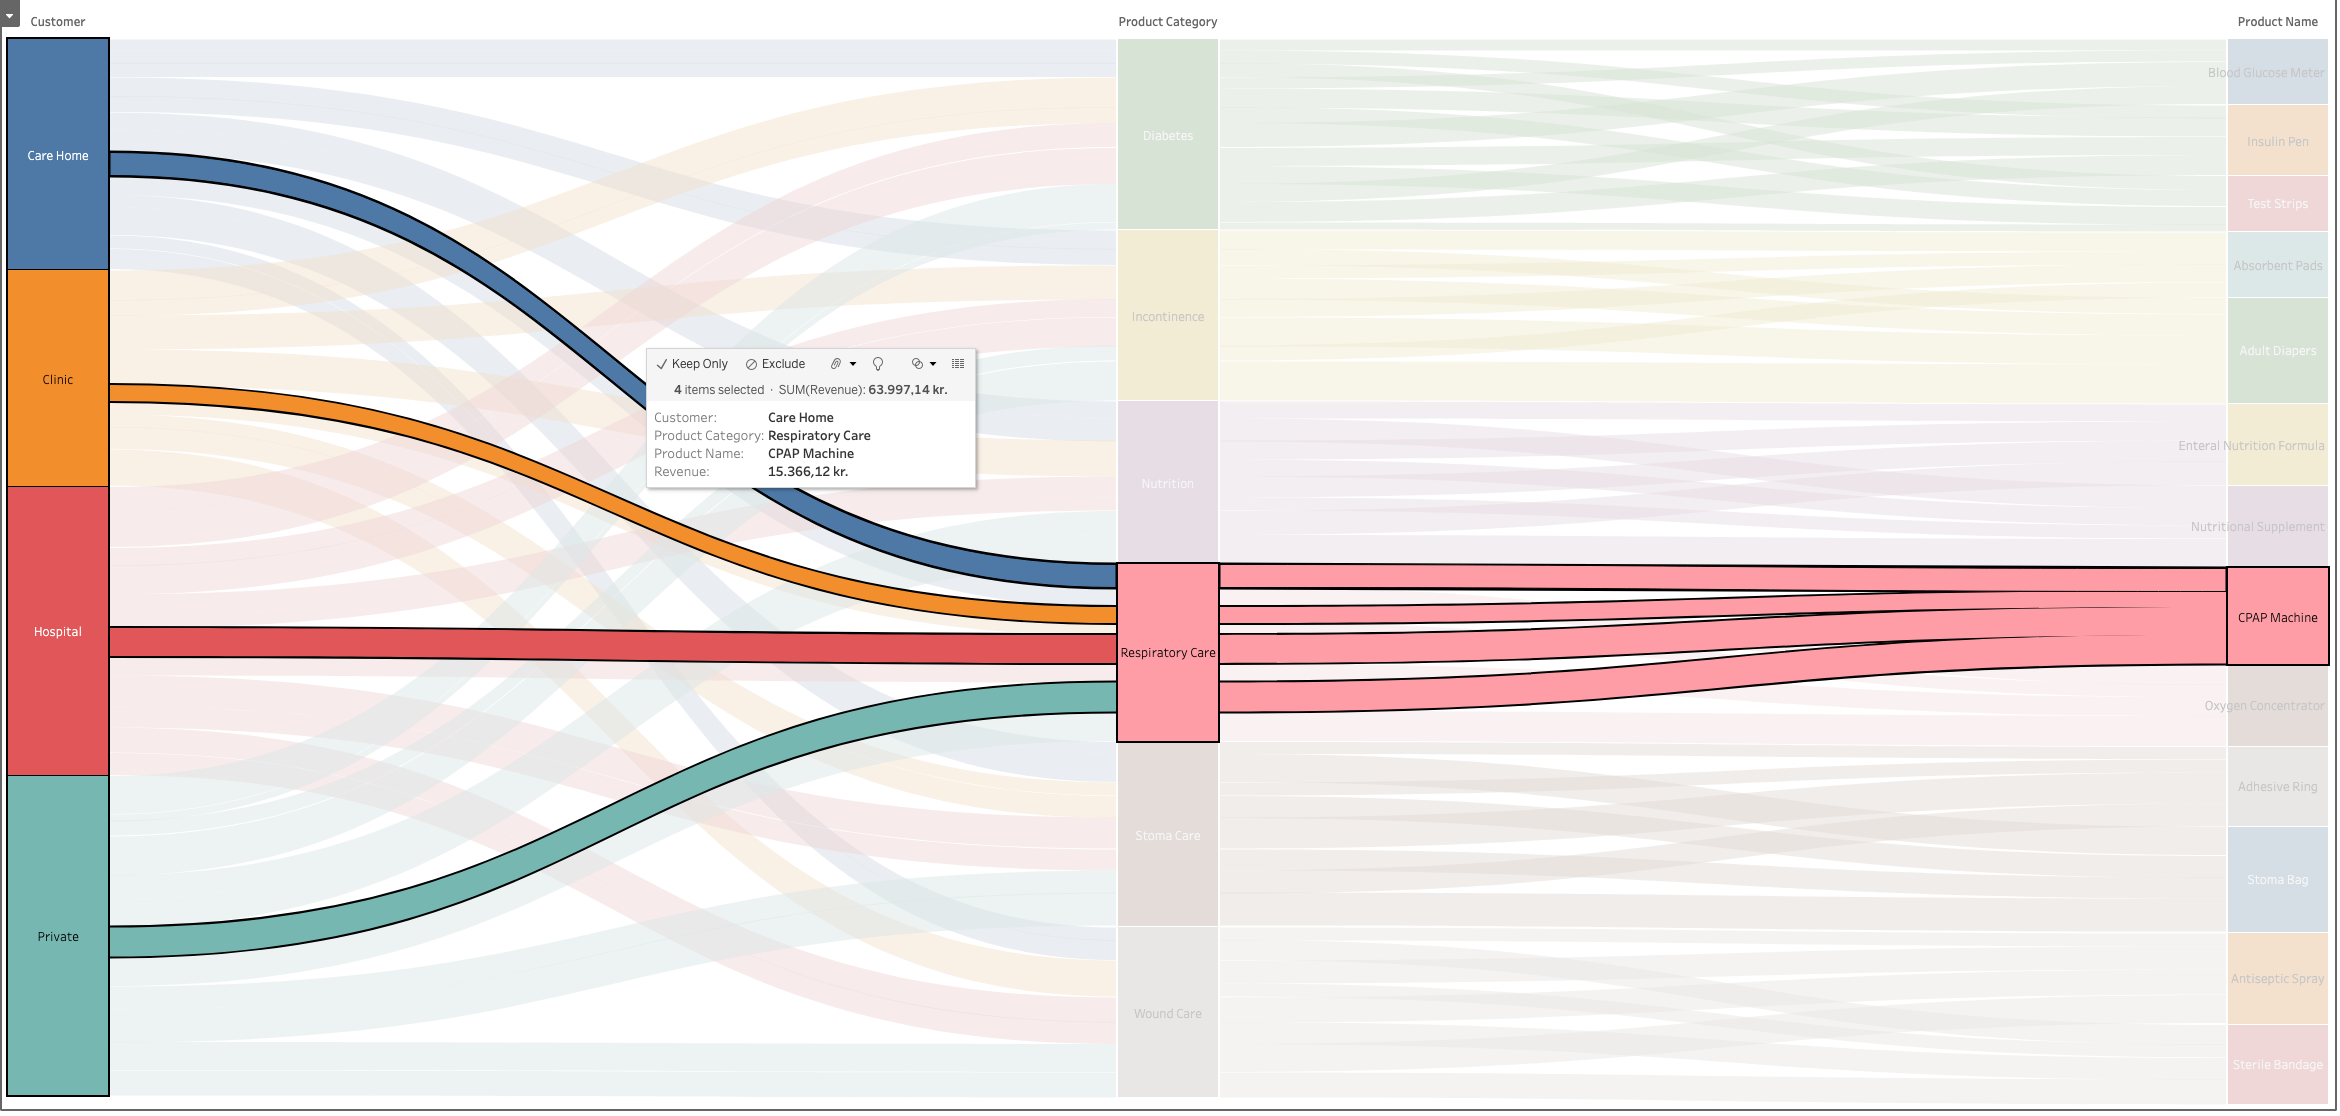 Customer
Product Category
Product Name
Care Home
Clinic
Hospital
Private
Keep Only
Exclude
4 items selected · SUM(Revenue): 63.997,14 kr.
Customer: Care Home
Product Category: Respiratory Care
Product Name: CPAP Machine
Revenue: 15.366,12 kr.
Diabetes
Incontinence
Nutrition
Respiratory Care
Stoma Care
Wound Care
Blood Glucose Meter
Insulin Pen
Test Strips
Absorbent Pads
Adult Diapers
Enteral Nutrition Formula
Nutritional Supplement
CPAP Machine
Oxygen Concentrator
Adhesive Ring
Stoma Bag
Antiseptic Spray
Sterile Bandage